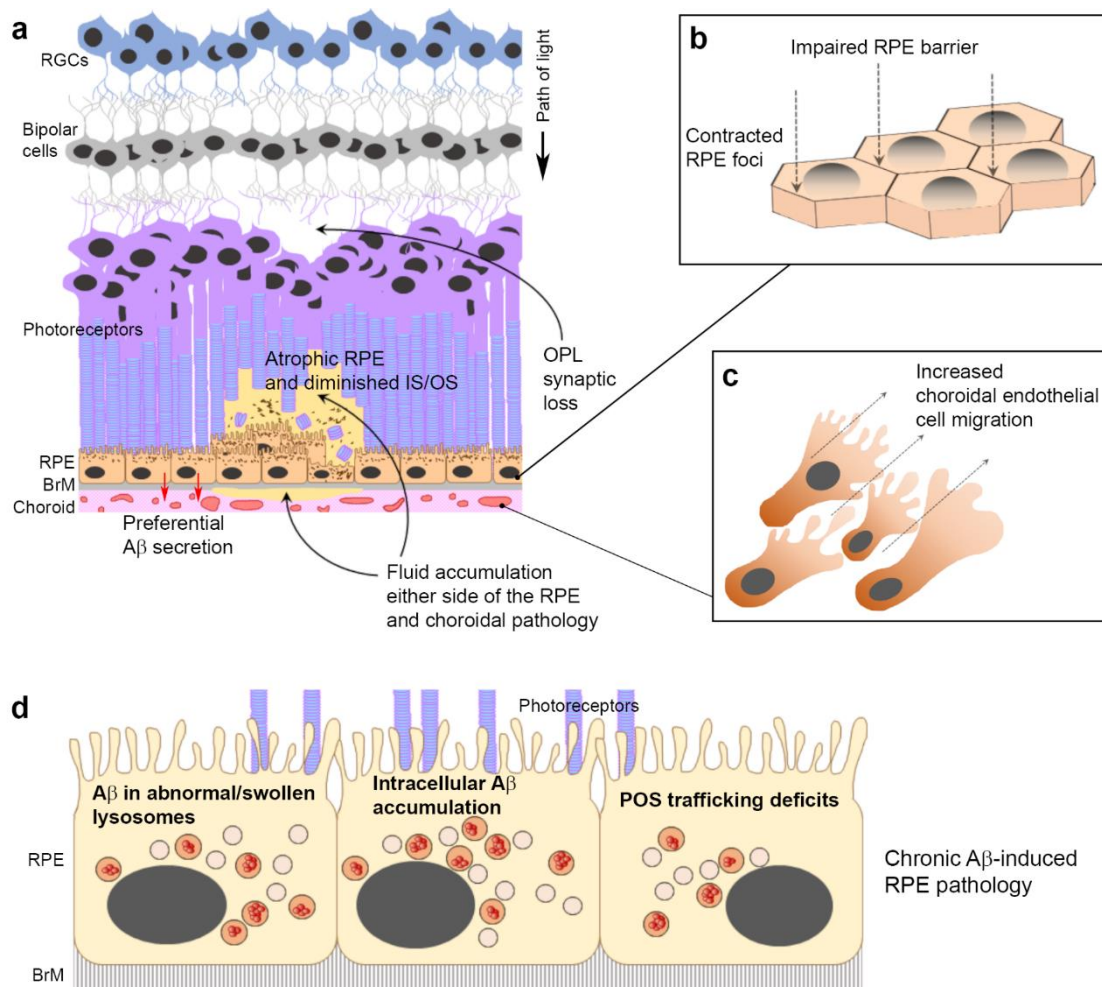 a
RGCs
Bipolar
cells
Photoreceptors
RPE
BrM
Choroid
Path of light
Atrophic RPE
and diminished IS/OS
OPL
synaptic
loss
Preferential
Aβ secretion
Fluid accumulation
either side of the RPE
and choroidal pathology
b
Impaired RPE barrier
Contracted
RPE foci
c
Increased
choroidal endothelial
cell migration
d
Photoreceptors
Aβ in abnormal/swollen
lysosomes
Intracellular Aβ
accumulation
POS trafficking deficits
RPE
BrM
Chronic Aβ-induced
RPE pathology